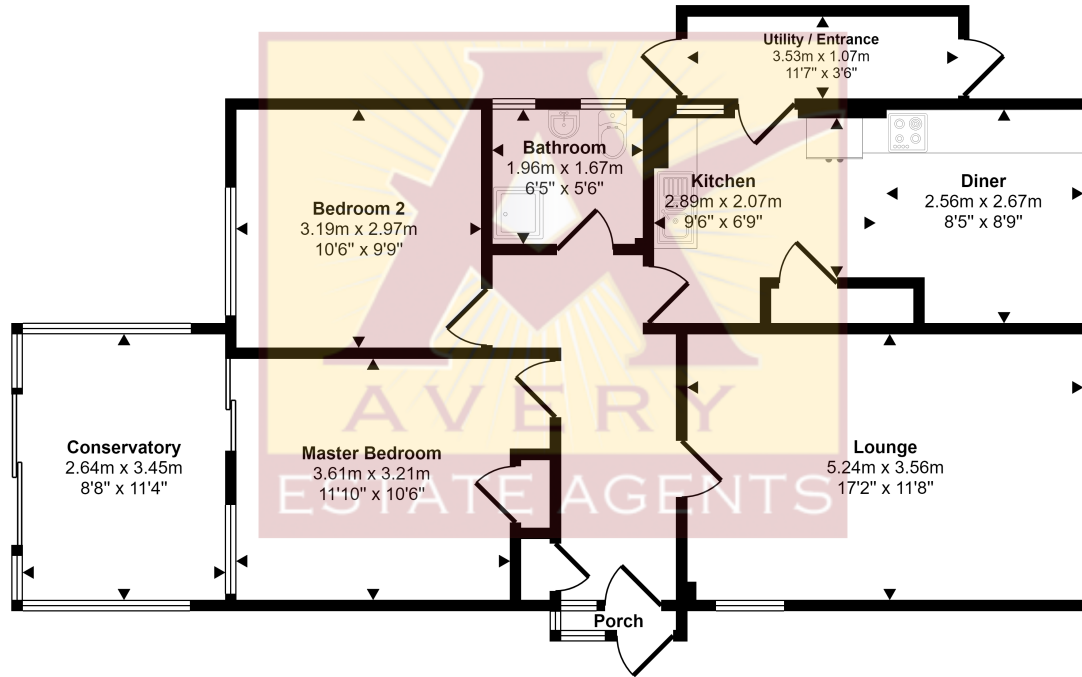 Utility / Entrance
3.53m x 1.07m
11'7" x 3'6"
Bathroom
1.96m x 1.67m
6'5" x 5'6"
Kitchen
2.89m x 2.07m
9'6" x 6'9"
Diner
2.56m x 2.67m
8'5" x 8'9"
Bedroom 2
3.19m x 2.97m
10'6" x 9'9"
AVERY
ESTATE AGENTS
Conservatory
2.64m x 3.45m
8'8" x 11'4"
Master Bedroom
3.61m x 3.21m
11'10" x 10'6"
Lounge
5.24m x 3.56m
17'2" x 11'8"
Porch